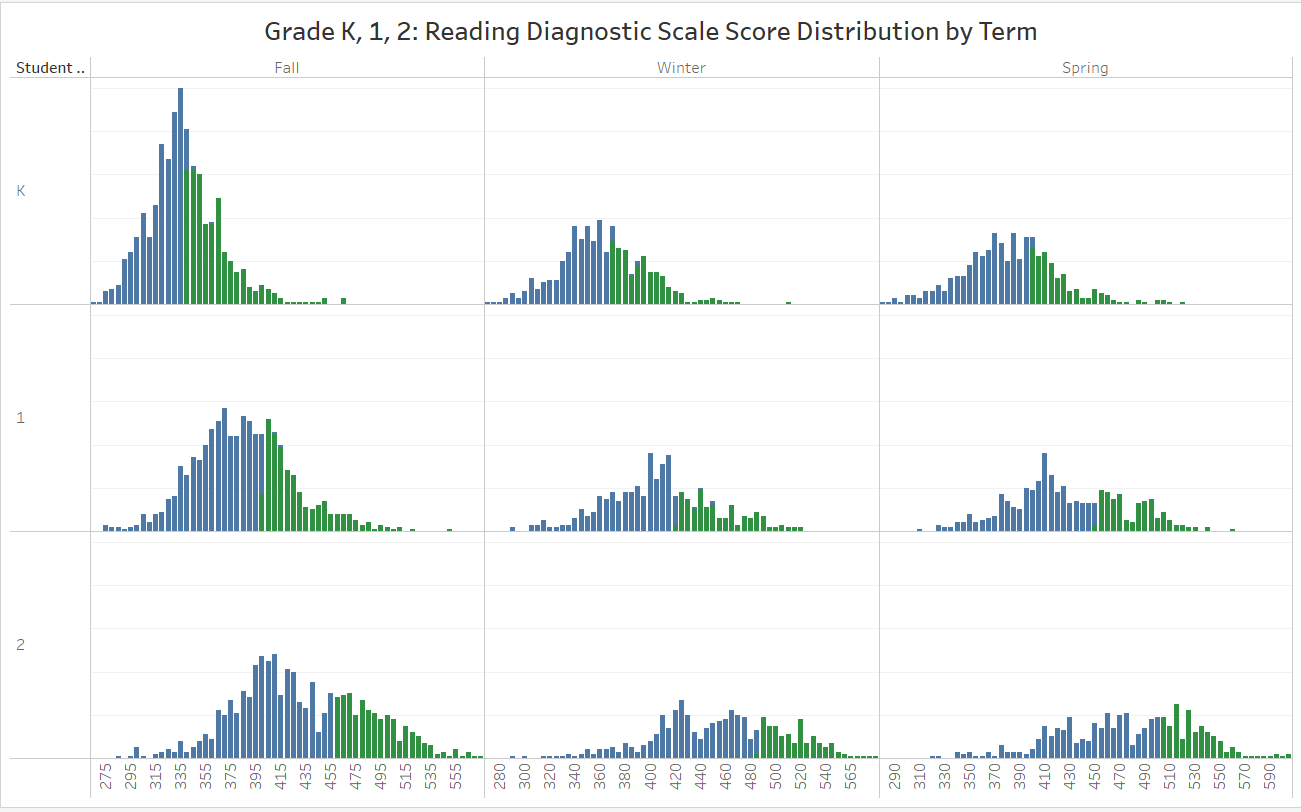 Grade K, 1, 2: Reading Diagnostic Scale Score Distribution by Term
Student ..
Fall
Winter
Spring
K
1
2
275 295 315 335 355 375 395 415 435 455 475 495 515 535 555
280 300 320 340 360 380 400 420 440 460 480 500 520 540 565
290 310 330 350 370 390 410 430 450 470 490 510 530 550 570 590